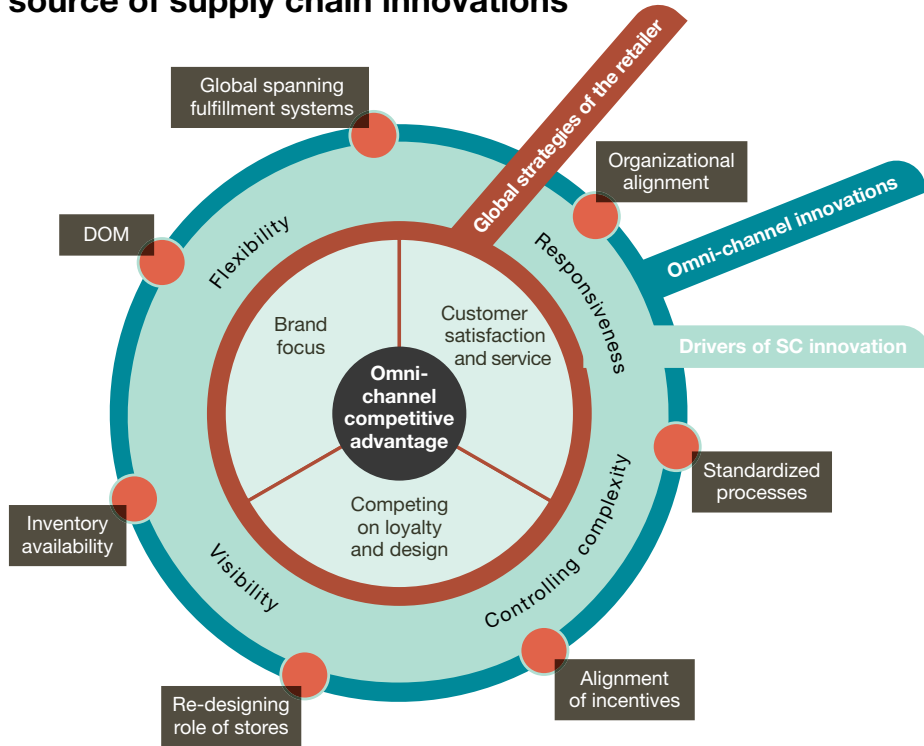 source of supply chain innovations
Global spanning
fulfillment systems
Global strategies of the retailer
Organizational
alignment
Omni-channel innovations
DOM
Flexibility
Responsiveness
Drivers of SC innovation
Brand
focus
Customer
satisfaction
and service
Omni-
channel
competitive
advantage
Competing
on loyalty
and design
Standardized
processes
Inventory
availability
Visibility
Controlling complexity
Re-designing
role of stores
Alignment
of incentives